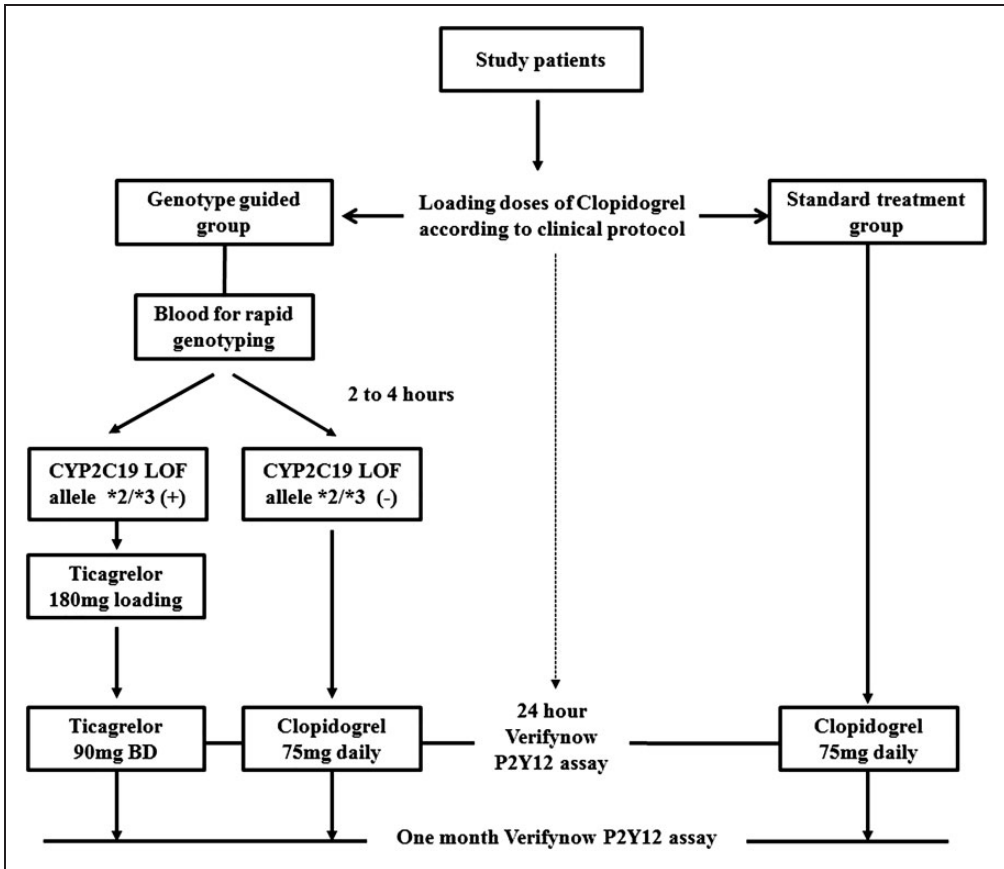 Study patients
Genotype guided
group
Loading doses of Clopidogrel
according to clinical protocol
Standard treatment
group
Blood for rapid
genotyping
2 to 4 hours
CYP2C19 LOF
allele *2/*3 (+)
CYP2C19 LOF
allele *2/*3 (-)
Ticagrelor
180mg loading
Ticagrelor
90mg BD
Clopidogrel
75mg daily
24 hour
Verifynow
P2Y12 assay
Clopidogrel
75mg daily
One month Verifynow P2Y12 assay